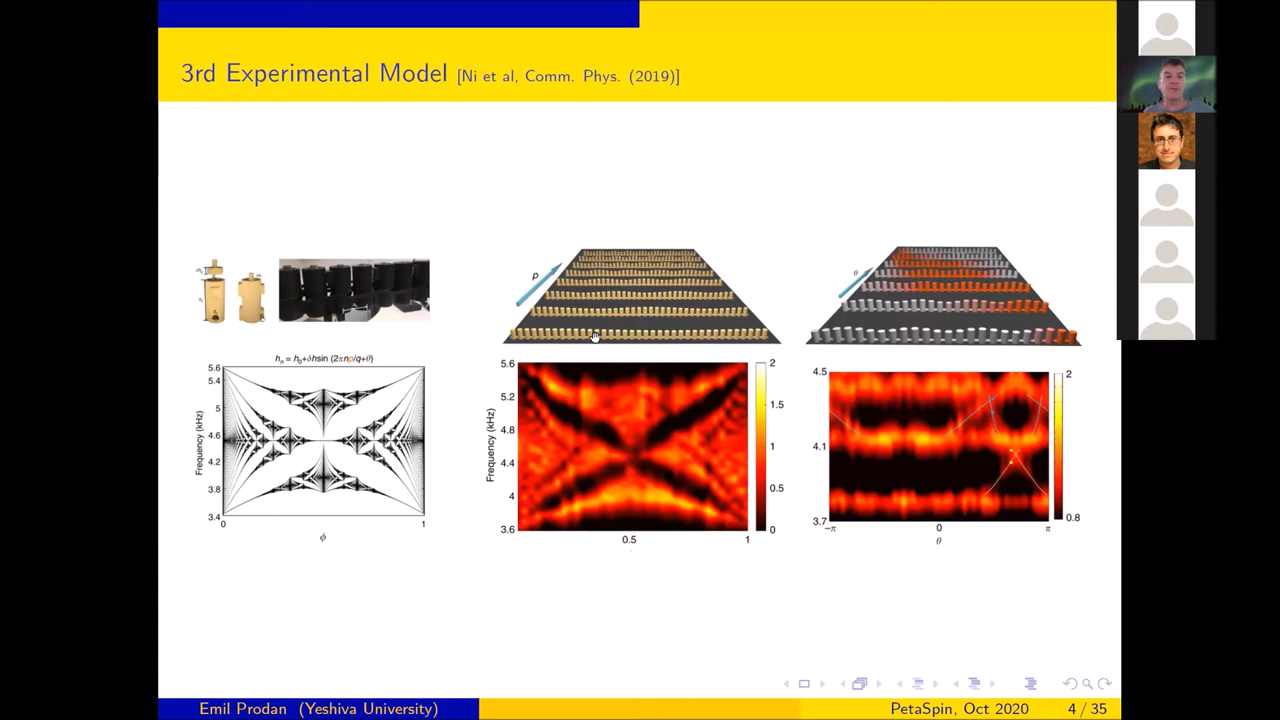 3rd Experimental Model [Ni et al, Comm. Phys. (2019)]
p
θ
hₙ = h₀+δhsin (2πnp/q+θ)
5.6
5.4
5
4.6
4.2
3.8
3.4
Frequency (kHz)
0
1
ϕ
5.6
5.2
4.8
4.4
4
3.6
Frequency (kHz)
0.5
1
2
1.5
1
0.5
0
4.5
4.1
3.7
−π
0
π
θ
2
0.8
Emil Prodan (Yeshiva University)
PetaSpin, Oct 2020
4 / 35